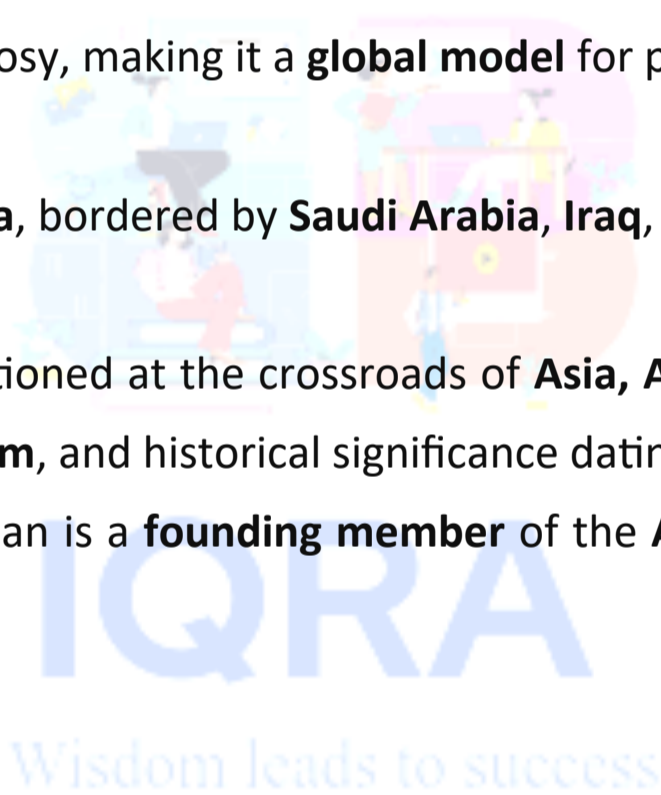 osy, making it a global model for p
a, bordered by Saudi Arabia, Iraq,
tioned at the crossroads of Asia, A
m, and historical significance datin
an is a founding member of the A
IQRA
Wisdom leads to success